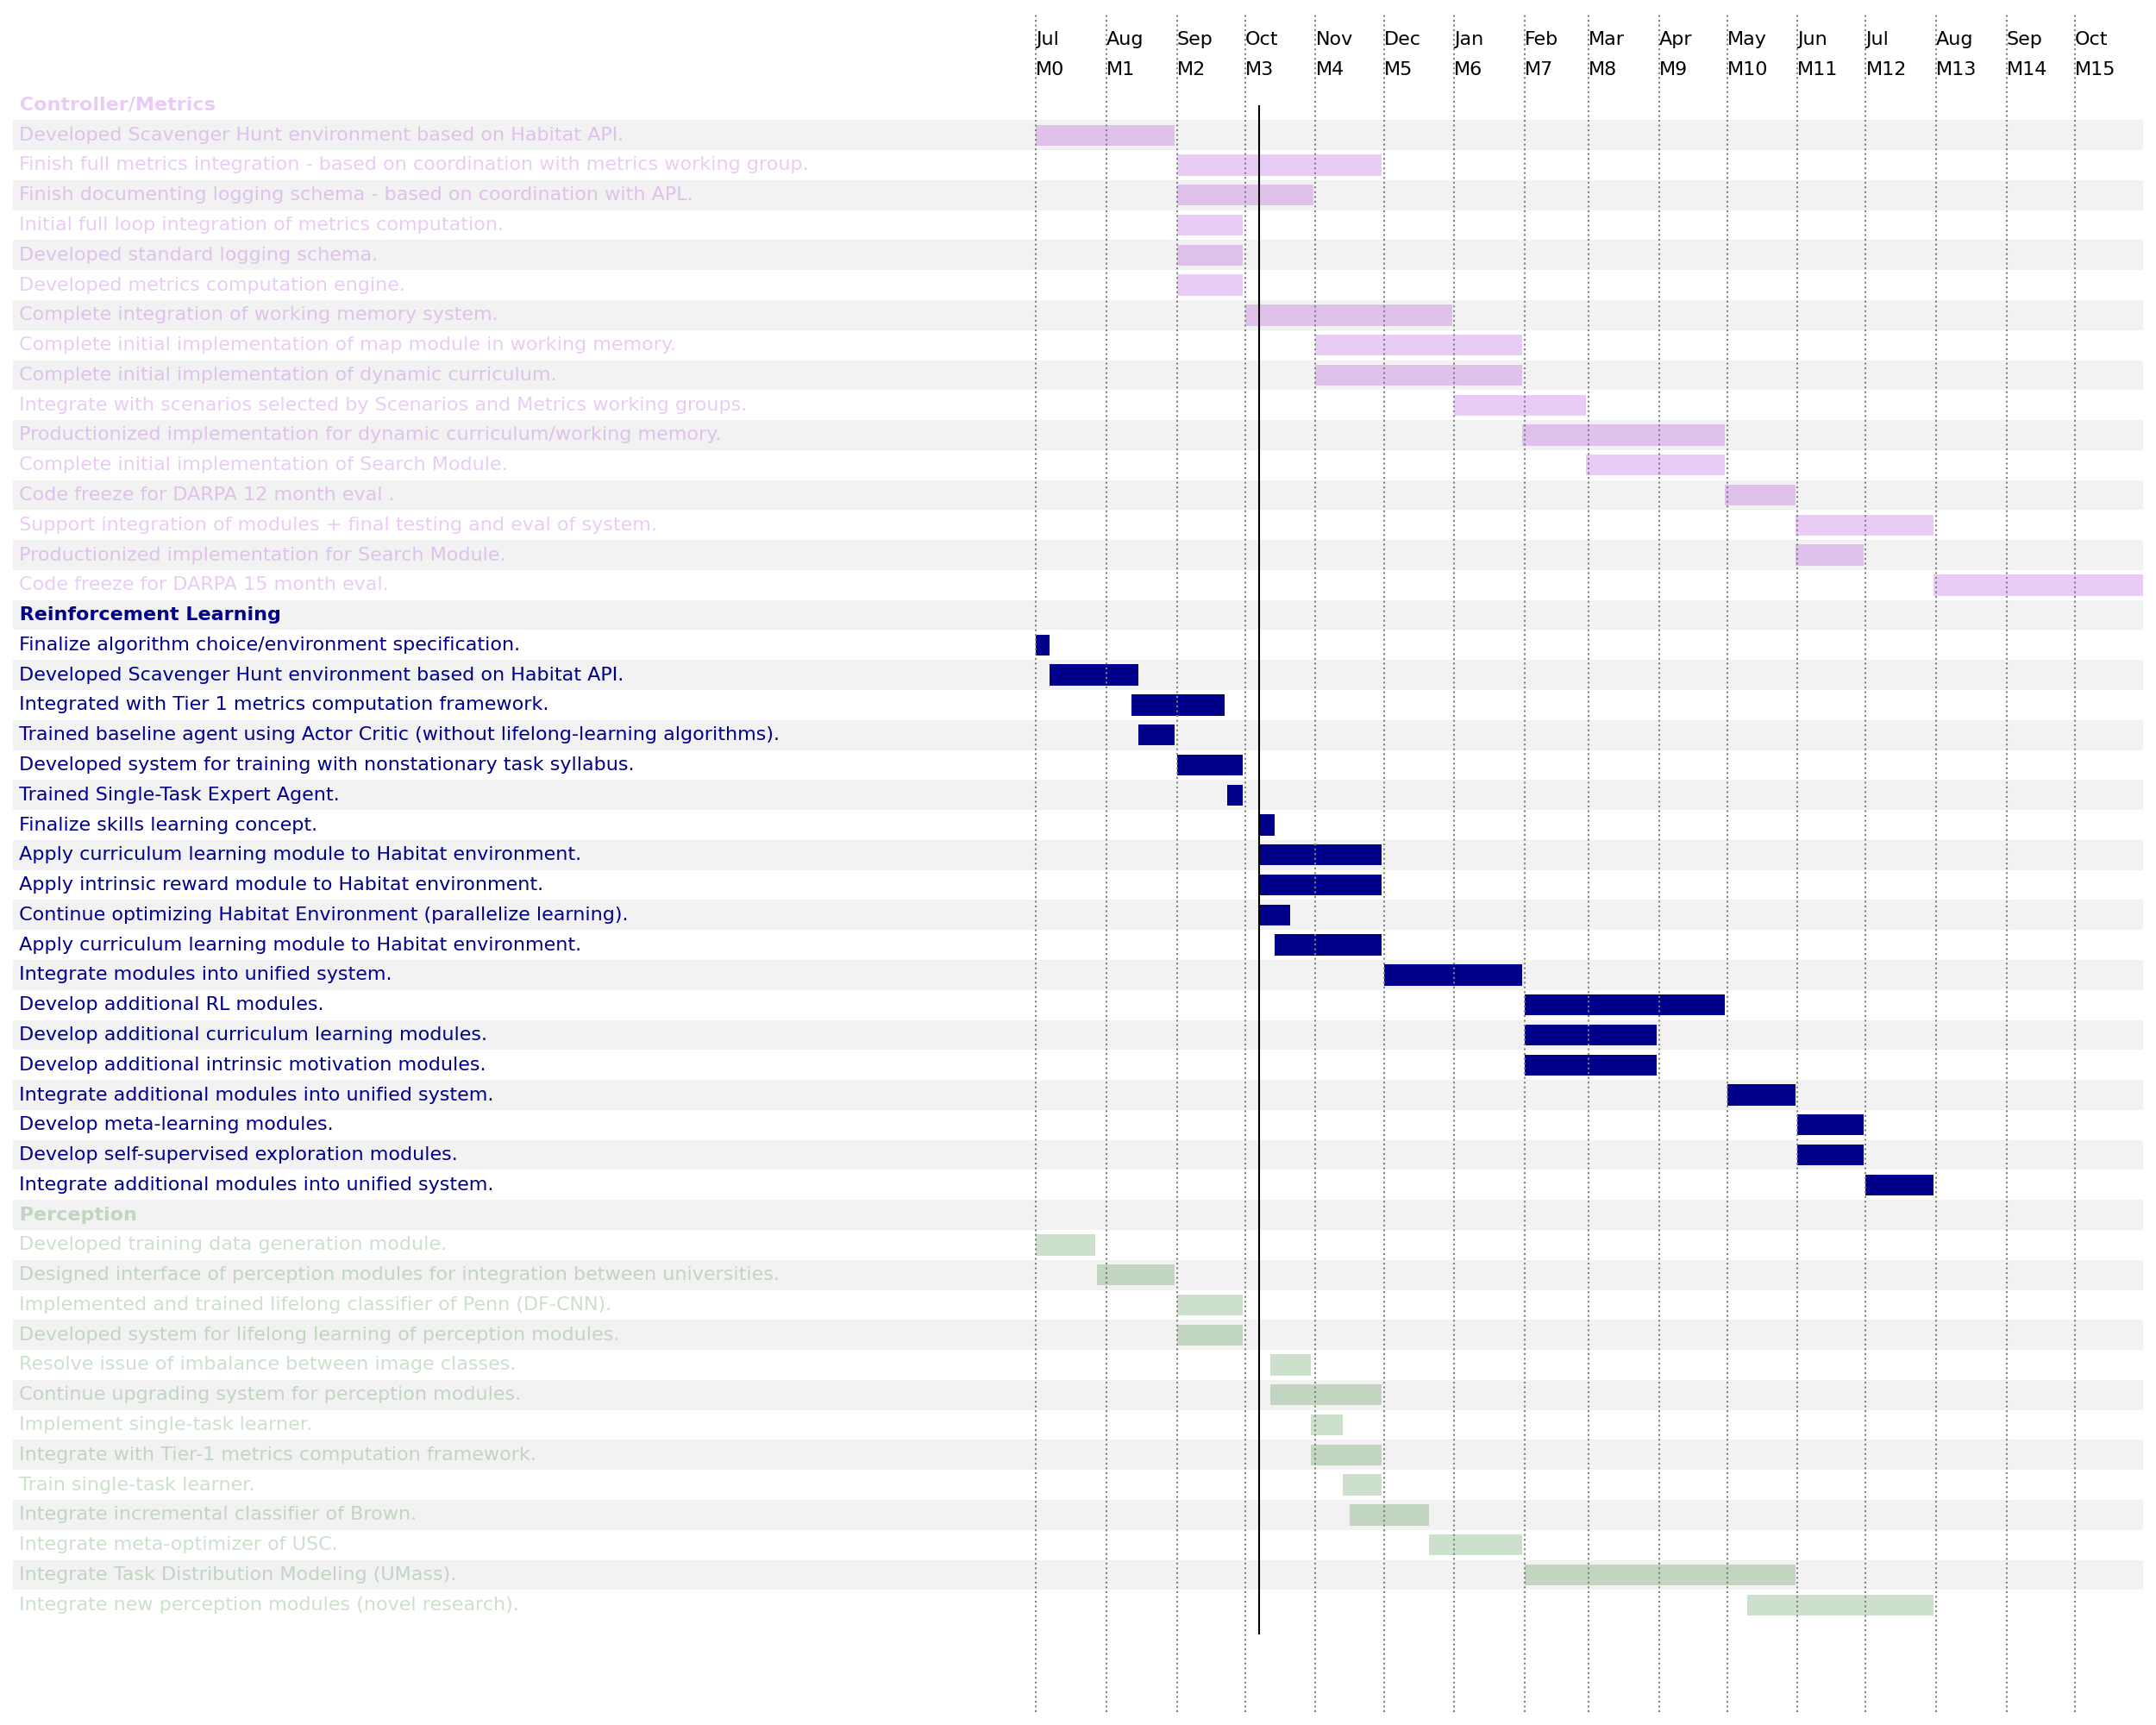 Jul Aug Sep Oct Nov Dec Jan Feb Mar Apr May Jun Jul Aug Sep Oct
M0 M1 M2 M3 M4 M5 M6 M7 M8 M9 M10 M11 M12 M13 M14 M15
Controller/Metrics
Developed Scavenger Hunt environment based on Habitat API.
Finish full metrics integration - based on coordination with metrics working group.
Finish documenting logging schema - based on coordination with APL.
Initial full loop integration of metrics computation.
Developed standard logging schema.
Developed metrics computation engine.
Complete integration of working memory system.
Complete initial implementation of map module in working memory.
Complete initial implementation of dynamic curriculum.
Integrate with scenarios selected by Scenarios and Metrics working groups.
Productionized implementation for dynamic curriculum/working memory.
Complete initial implementation of Search Module.
Code freeze for DARPA 12 month eval .
Support integration of modules + final testing and eval of system.
Productionized implementation for Search Module.
Code freeze for DARPA 15 month eval.
Reinforcement Learning
Finalize algorithm choice/environment specification.
Developed Scavenger Hunt environment based on Habitat API.
Integrated with Tier 1 metrics computation framework.
Trained baseline agent using Actor Critic (without lifelong-learning algorithms).
Developed system for training with nonstationary task syllabus.
Trained Single-Task Expert Agent.
Finalize skills learning concept.
Apply curriculum learning module to Habitat environment.
Apply intrinsic reward module to Habitat environment.
Continue optimizing Habitat Environment (parallelize learning).
Apply curriculum learning module to Habitat environment.
Integrate modules into unified system.
Develop additional RL modules.
Develop additional curriculum learning modules.
Develop additional intrinsic motivation modules.
Integrate additional modules into unified system.
Develop meta-learning modules.
Develop self-supervised exploration modules.
Integrate additional modules into unified system.
Perception
Developed training data generation module.
Designed interface of perception modules for integration between universities.
Implemented and trained lifelong classifier of Penn (DF-CNN).
Developed system for lifelong learning of perception modules.
Resolve issue of imbalance between image classes.
Continue upgrading system for perception modules.
Implement single-task learner.
Integrate with Tier-1 metrics computation framework.
Train single-task learner.
Integrate incremental classifier of Brown.
Integrate meta-optimizer of USC.
Integrate Task Distribution Modeling (UMass).
Integrate new perception modules (novel research).